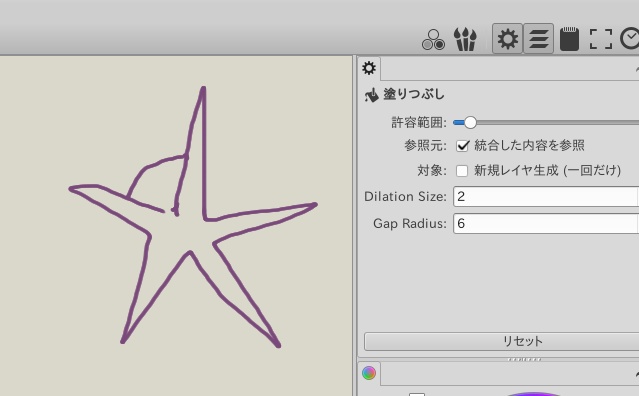 塗りつぶし
許容範囲:
参照元: 統合した内容を参照
対象: 新規レイヤ生成 (一回だけ)
Dilation Size: 2
Gap Radius: 6
リセット